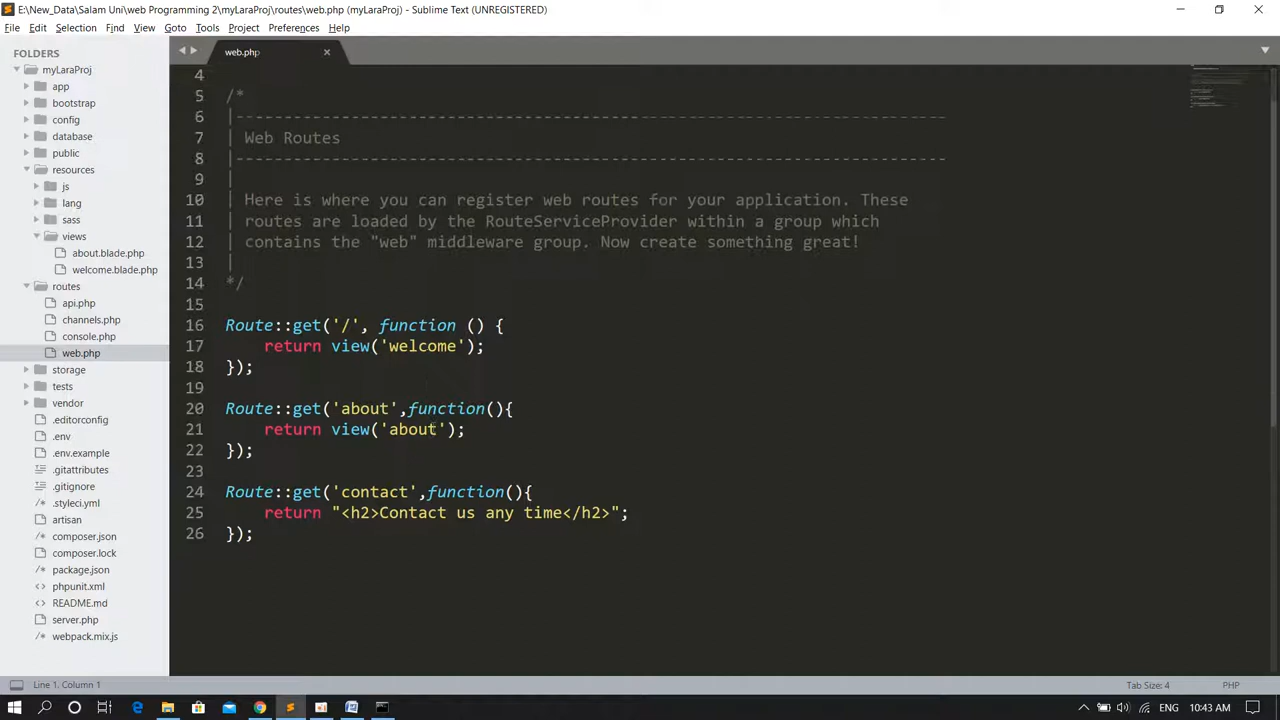 E:\New_Data\Salam Uni\web Programming 2\myLaraProj\routes\web.php (myLaraProj) - Sublime Text (UNREGISTERED)
File Edit Selection Find View Goto Tools Project Preferences Help
FOLDERS
myLaraProj
app
bootstrap
config
database
public
resources
js
lang
sass
views
about.blade.php
welcome.blade.php
routes
api.php
channels.php
console.php
web.php
storage
tests
vendor
.editorconfig
.env
.env.example
.gitattributes
.gitignore
.styleci.yml
artisan
composer.json
composer.lock
package.json
phpunit.xml
README.md
server.php
webpack.mix.js
web.php
4
5 /*
6 |--------------------------------------------------------------------------
7 | Web Routes
8 |--------------------------------------------------------------------------
9 |
10 | Here is where you can register web routes for your application. These
11 | routes are loaded by the RouteServiceProvider within a group which
12 | contains the "web" middleware group. Now create something great!
13 |
14 */
15
16 Route::get('/', function () {
17 return view('welcome');
18 });
19
20 Route::get('about',function(){
21 return view('about');
22 });
23
24 Route::get('contact',function(){
25 return "<h2>Contact us any time</h2>";
26 });
Line 1, Column 1
Tab Size: 4 PHP
ENG 10:43 AM